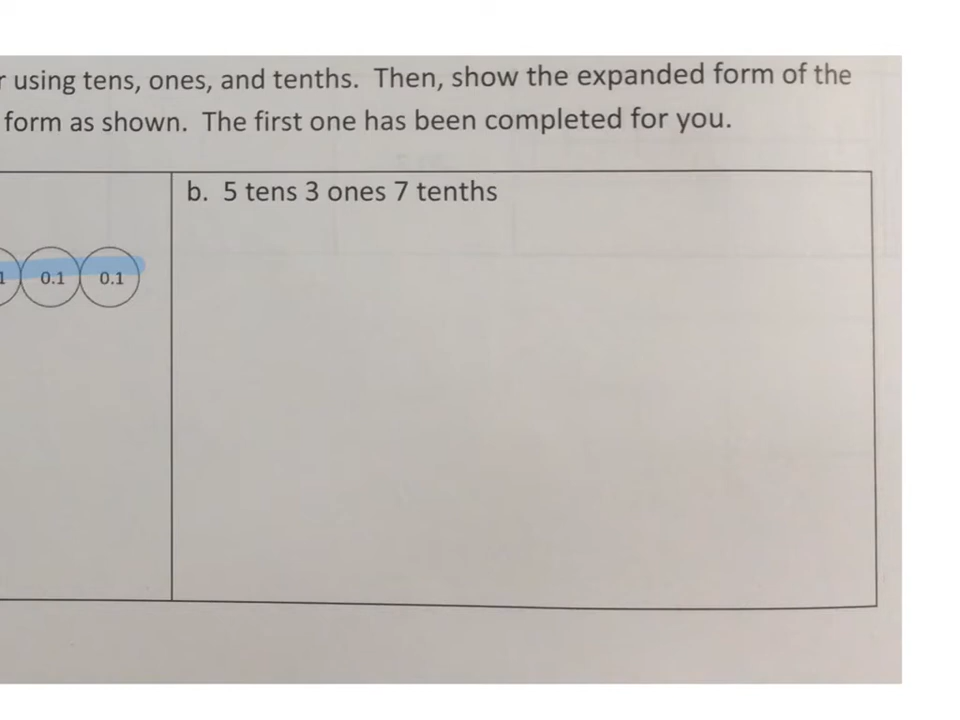 r using tens, ones, and tenths. Then, show the expanded form of the
form as shown. The first one has been completed for you.
b. 5 tens 3 ones 7 tenths
1 0.1 0.1